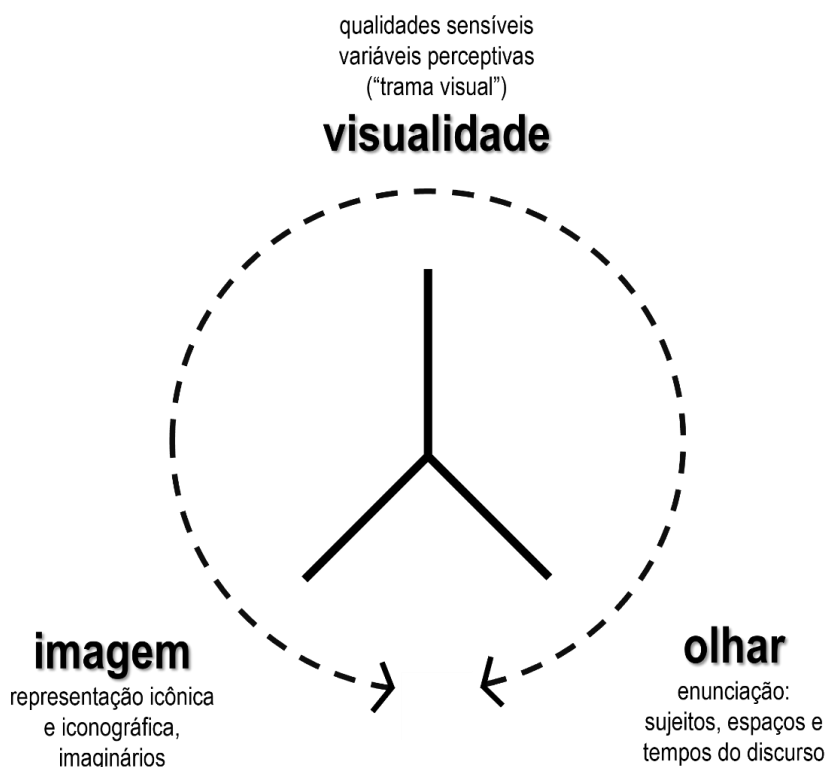 qualidades sensíveis
variáveis perceptivas
(“trama visual”)
visualidade
imagem
representação icônica
e iconográfica,
imaginários
olhar
enunciação:
sujeitos, espaços e
tempos do discurso